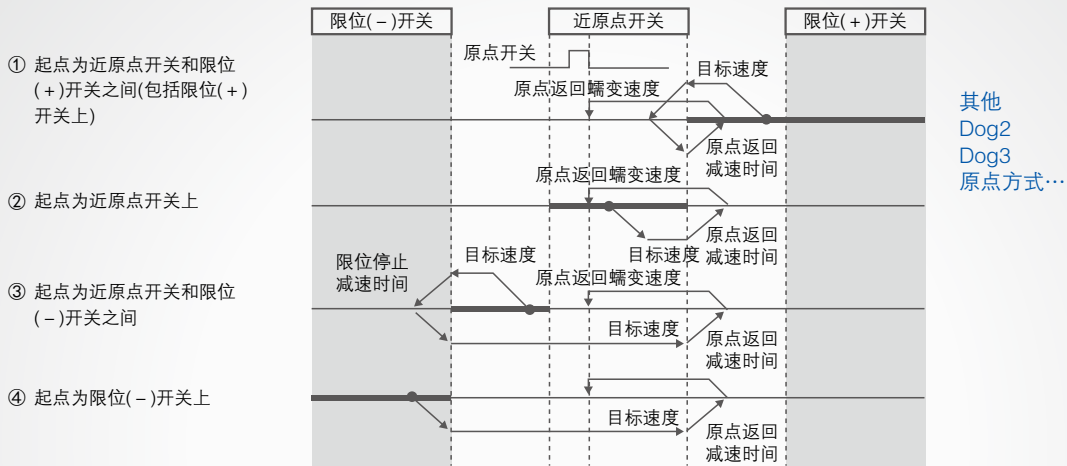 限位(－)开关
近原点开关
限位(＋)开关
① 起点为近原点开关和限位
(＋)开关之间(包括限位(＋)
开关上)
原点开关
目标速度
原点返回蠕变速度
原点返回
减速时间
其他
Dog2
Dog3
原点方式…
② 起点为近原点开关上
原点返回蠕变速度
目标速度
原点返回
减速时间
③ 起点为近原点开关和限位
(－)开关之间
限位停止
减速时间
目标速度
原点返回蠕变速度
目标速度
原点返回
减速时间
④ 起点为限位(－)开关上
目标速度
原点返回
减速时间